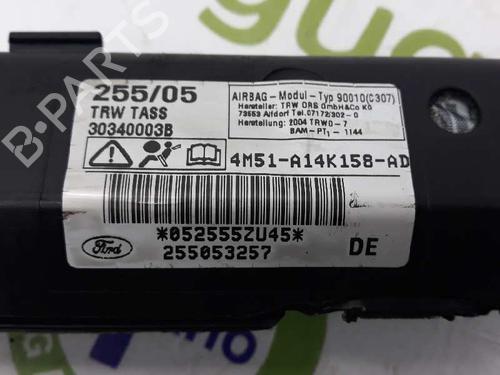 255/05
TRW TASS
30340003B
AIRBAG-Modul-Typ 90010(C307)
Hersteller: TRW ORS GmbH&Co KG
73553 Alfdorf Tel.07172/302-0
Herstellung: 2004 TRW0-7
BAM-PT1-1144
4M51-A14K158-AD
*052555ZU45*
255053257
DE
Ford